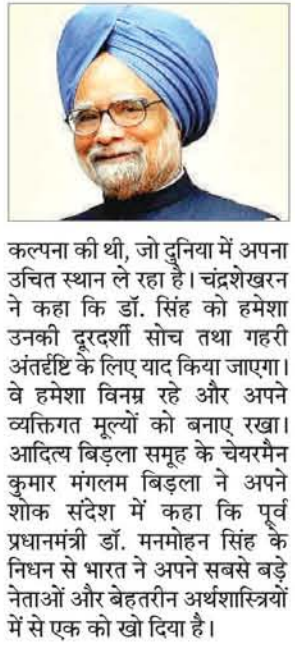 कल्पना की थी, जो दुनिया में अपना
उचित स्थान ले रहा है। चंद्रशेखरन
ने कहा कि डॉ. सिंह को हमेशा
उनकी दूरदर्शी सोच तथा गहरी
अंतर्दृष्टि के लिए याद किया जाएगा।
वे हमेशा विनम्र रहे और अपने
व्यक्तिगत मूल्यों को बनाए रखा।
आदित्य बिड़ला समूह के चेयरमैन
कुमार मंगलम बिड़ला ने अपने
शोक संदेश में कहा कि पूर्व
प्रधानमंत्री डॉ. मनमोहन सिंह के
निधन से भारत ने अपने सबसे बड़े
नेताओं और बेहतरीन अर्थशास्त्रियों
में से एक को खो दिया है।